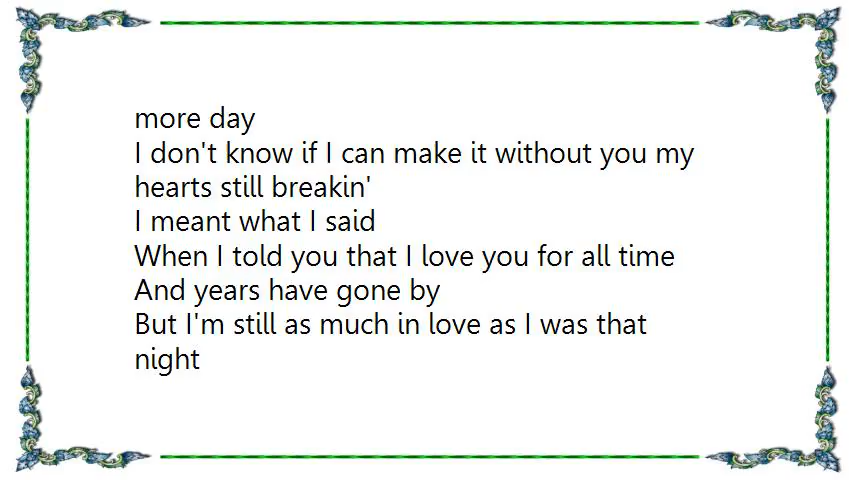 more day
I don't know if I can make it without you my
hearts still breakin'
I meant what I said
When I told you that I love you for all time
And years have gone by
But I'm still as much in love as I was that
night